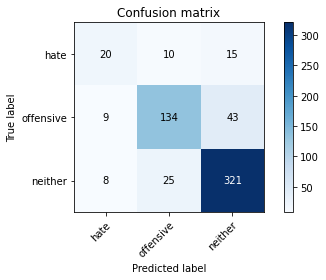 Confusion matrix
hate 20 10 15
offensive 9 134 43
neither 8 25 321
hate offensive neither
Predicted label
True label
300
250
200
150
100
50